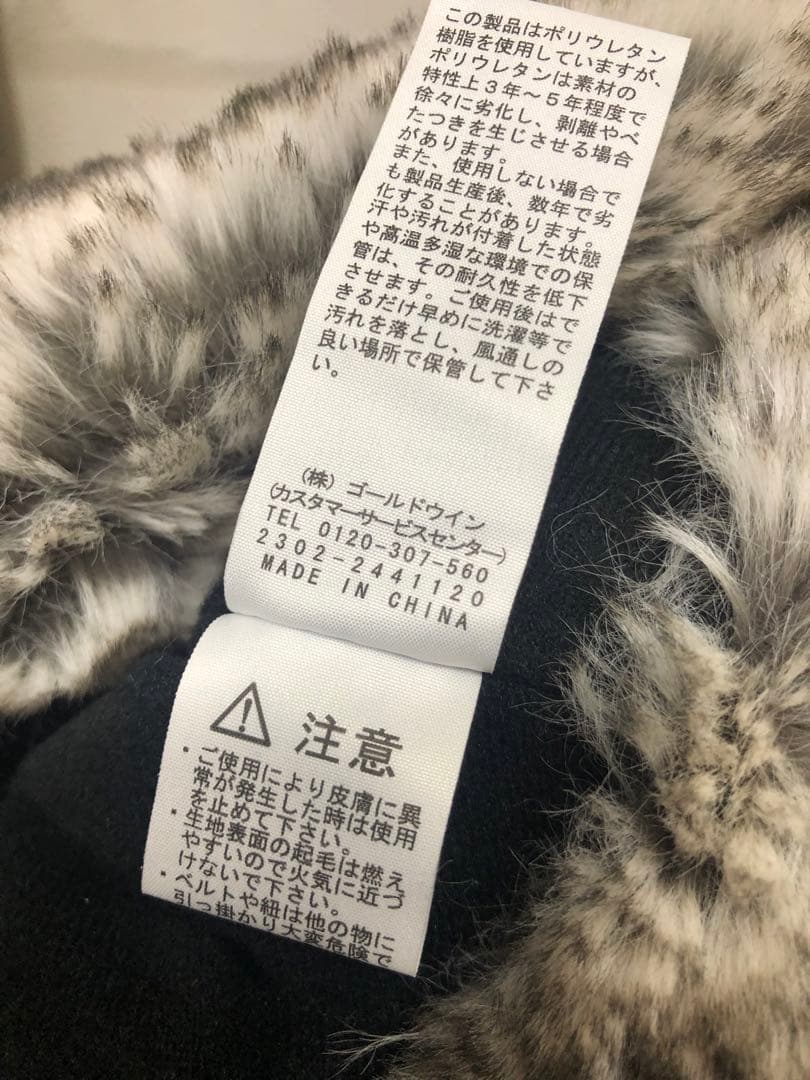 この製品はポリウレタン
樹脂を使用していますが、
ポリウレタンは素材の
特性上3年~5年程度で
徐々に劣化し、剥離やべ
たつきを生じさせる場合
があります。
また、使用しない場合で
も製品生産後、数年で劣
化することがあります。
汗や汚れが付着した状態
や高温多湿な環境での保
管は、その耐久性を低下
させます。ご使用後はで
きるだけ早めに洗濯等で
汚れを落とし、風通しの
良い場所で保管して下さ
い。
(株) ゴールドウイン
(カスタマーサービスセンター)
TEL 0120-307-560
2302-2441120
MADE IN CHINA
注意
・ご使用により皮膚に異
常が発生した時は使用
を止めて下さい。
・生地表面の起毛は燃え
やすいので火気に近づ
けないで下さい。
・ベルトや紐は他の物に
引っ掛かり大変危険で